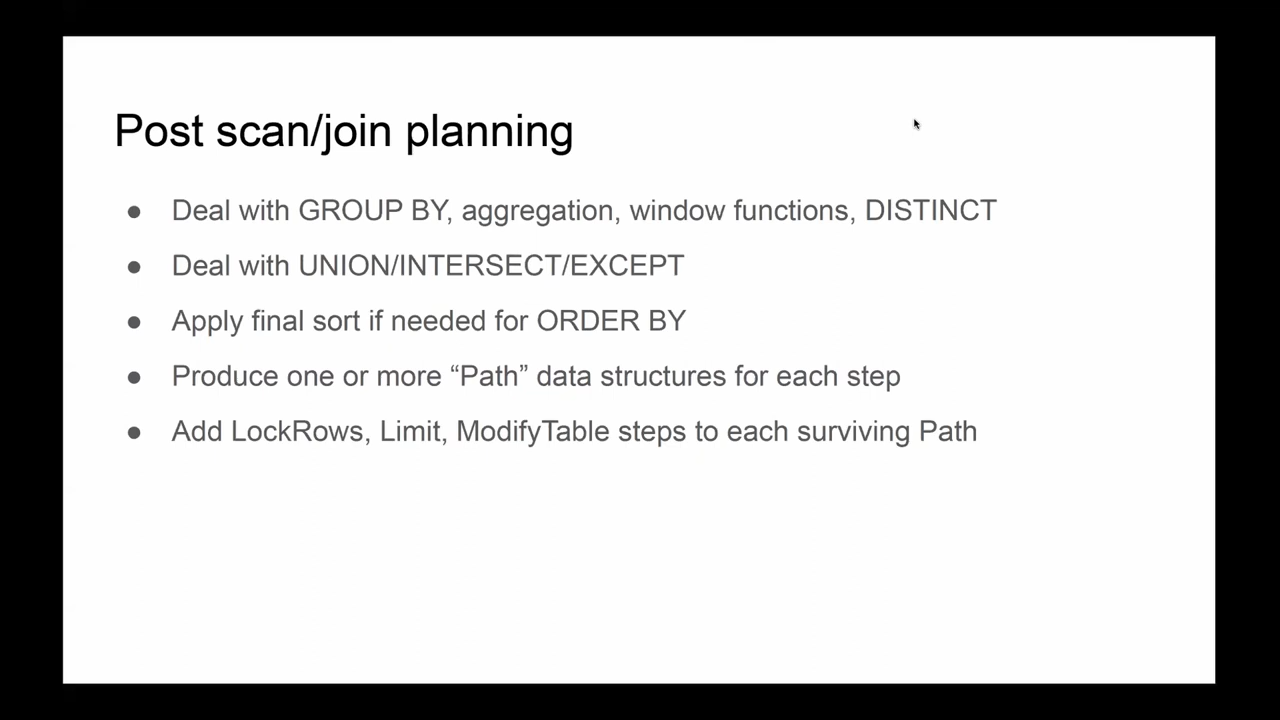 Post scan/join planning
● Deal with GROUP BY, aggregation, window functions, DISTINCT
● Deal with UNION/INTERSECT/EXCEPT
● Apply final sort if needed for ORDER BY
● Produce one or more “Path” data structures for each step
● Add LockRows, Limit, ModifyTable steps to each surviving Path